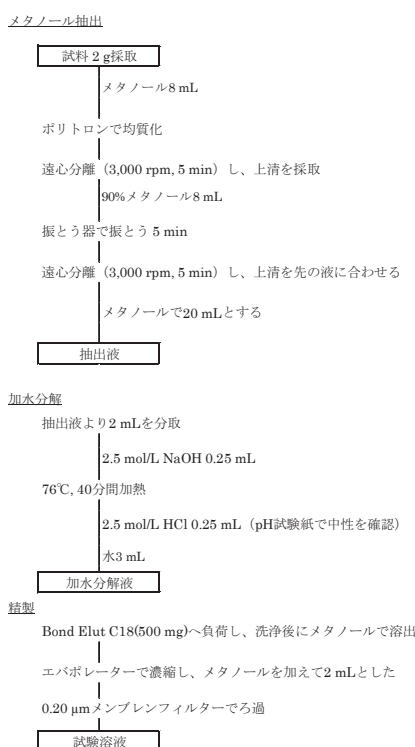 メタノール抽出
試料 2 g採取
メタノール8 mL
ポリトロンで均質化
遠心分離（3,000 rpm, 5 min）し、上清を採取
90%メタノール8 mL
振とう器で振とう 5 min
遠心分離（3,000 rpm, 5 min）し、上清を先の液に合わせる
メタノールで20 mLとする
抽出液
加水分解
抽出液より2 mLを分取
2.5 mol/L NaOH 0.25 mL
76℃, 40分間加熱
2.5 mol/L HCl 0.25 mL（pH試験紙で中性を確認）
水3 mL
加水分解液
精製
Bond Elut C18(500 mg)へ負荷し、洗浄後にメタノールで溶出
エバポレーターで濃縮し、メタノールを加えて2 mLとした
0.20 μmメンブレンフィルターでろ過
試験溶液